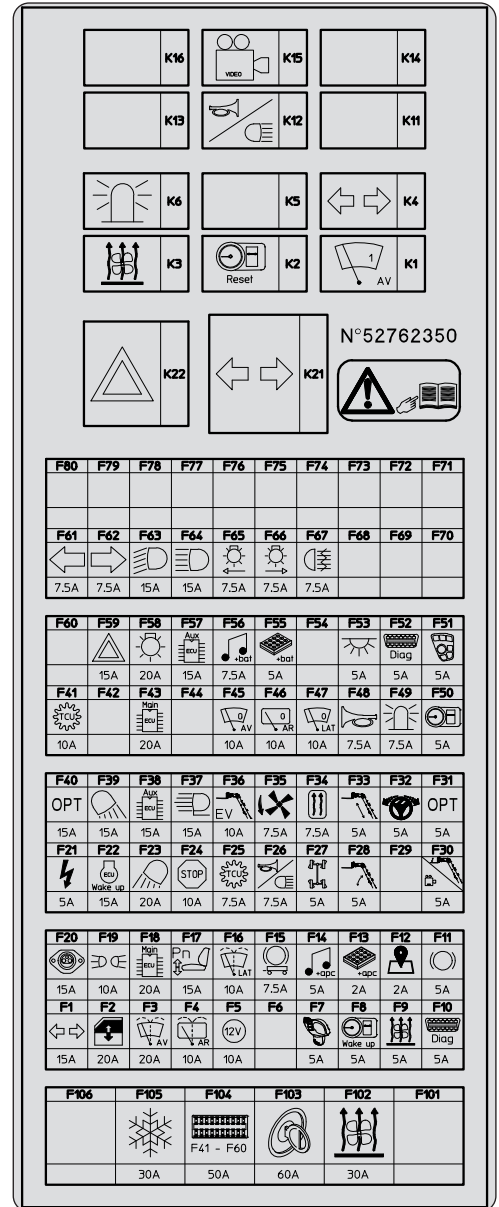 K16 K15 K14
VIDEO
K13 K12 K11
K6 K5 K4
K3 K2 K1
Reset 1 AV
N°52762350
K22 K21
F80 F79 F78 F77 F76 F75 F74 F73 F72 F71
F61 F62 F63 F64 F65 F66 F67 F68 F69 F70
7.5A 7.5A 15A 15A 7.5A 7.5A 7.5A
F60 F59 F58 F57 F56 F55 F54 F53 F52 F51
Aux ECU +bat +bat Diag
15A 20A 15A 7.5A 5A 5A 5A 5A
F41 F42 F43 F44 F45 F46 F47 F48 F49 F50
TCU Main ECU 0 AV 0 AR 0 LAT
10A 20A 10A 10A 10A 7.5A 7.5A 5A
F40 F39 F38 F37 F36 F35 F34 F33 F32 F31
OPT Aux ECU EV OPT
15A 15A 15A 15A 10A 7.5A 7.5A 5A 5A 5A
F21 F22 F23 F24 F25 F26 F27 F28 F29 F30
ECU Wake up STOP TCU
5A 15A 20A 10A 7.5A 7.5A 5A 5A 5A
F20 F19 F18 F17 F16 F15 F14 F13 F12 F11
Main ECU Pn LAT +apc +apc
15A 10A 20A 15A 10A 7.5A 5A 2A 2A 5A
F1 F2 F3 F4 F5 F6 F7 F8 F9 F10
AV AR 12V Wake up Diag
15A 20A 20A 10A 10A 5A 5A 5A 5A
F106 F105 F104 F103 F102 F101
F41 - F60
30A 50A 60A 30A